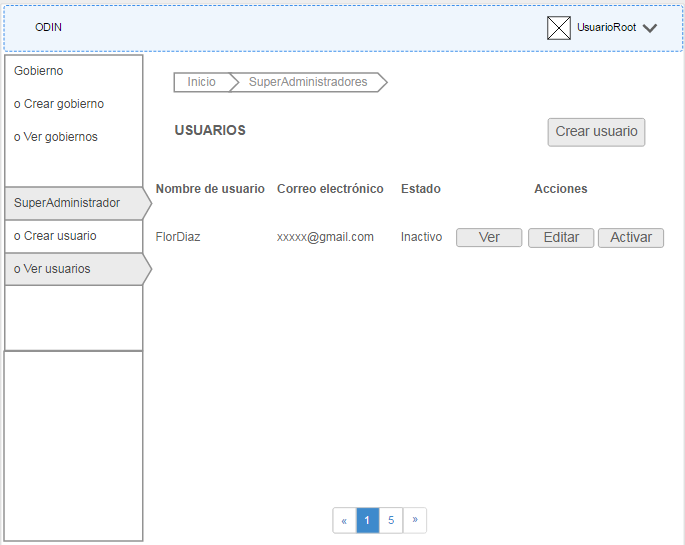 ODIN UsuarioRoot
Gobierno
o Crear gobierno
o Ver gobiernos
SuperAdministrador
o Crear usuario
o Ver usuarios
Inicio SuperAdministradores
USUARIOS Crear usuario
Nombre de usuario Correo electrónico Estado Acciones
FlorDiaz xxxxx@gmail.com Inactivo Ver Editar Activar
« 1 5 »